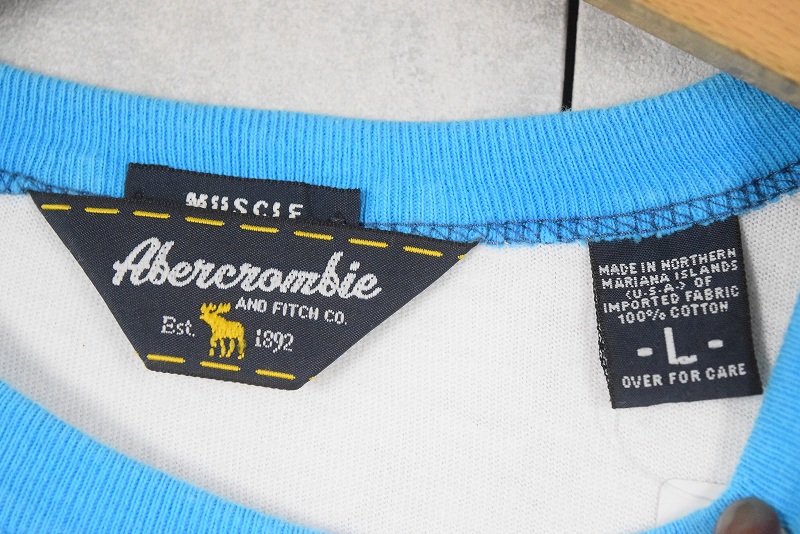 MUSCLE
Abercrombie
AND FITCH CO.
Est. 1892
MADE IN NORTHERN
MARIANA ISLANDS
<U.S.A.> OF
IMPORTED FABRIC
100% COTTON
- L -
OVER FOR CARE